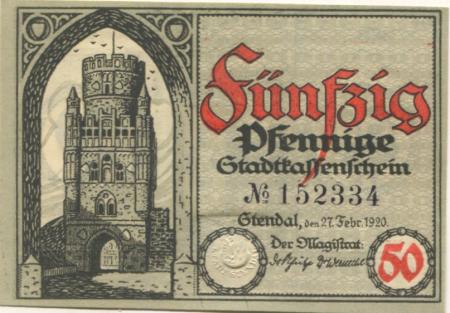 Fünfzig
Pfennige
Stadtkassenschein
№ 152334
Stendal, den 27. Febr. 1920.
Der Magistrat:
50